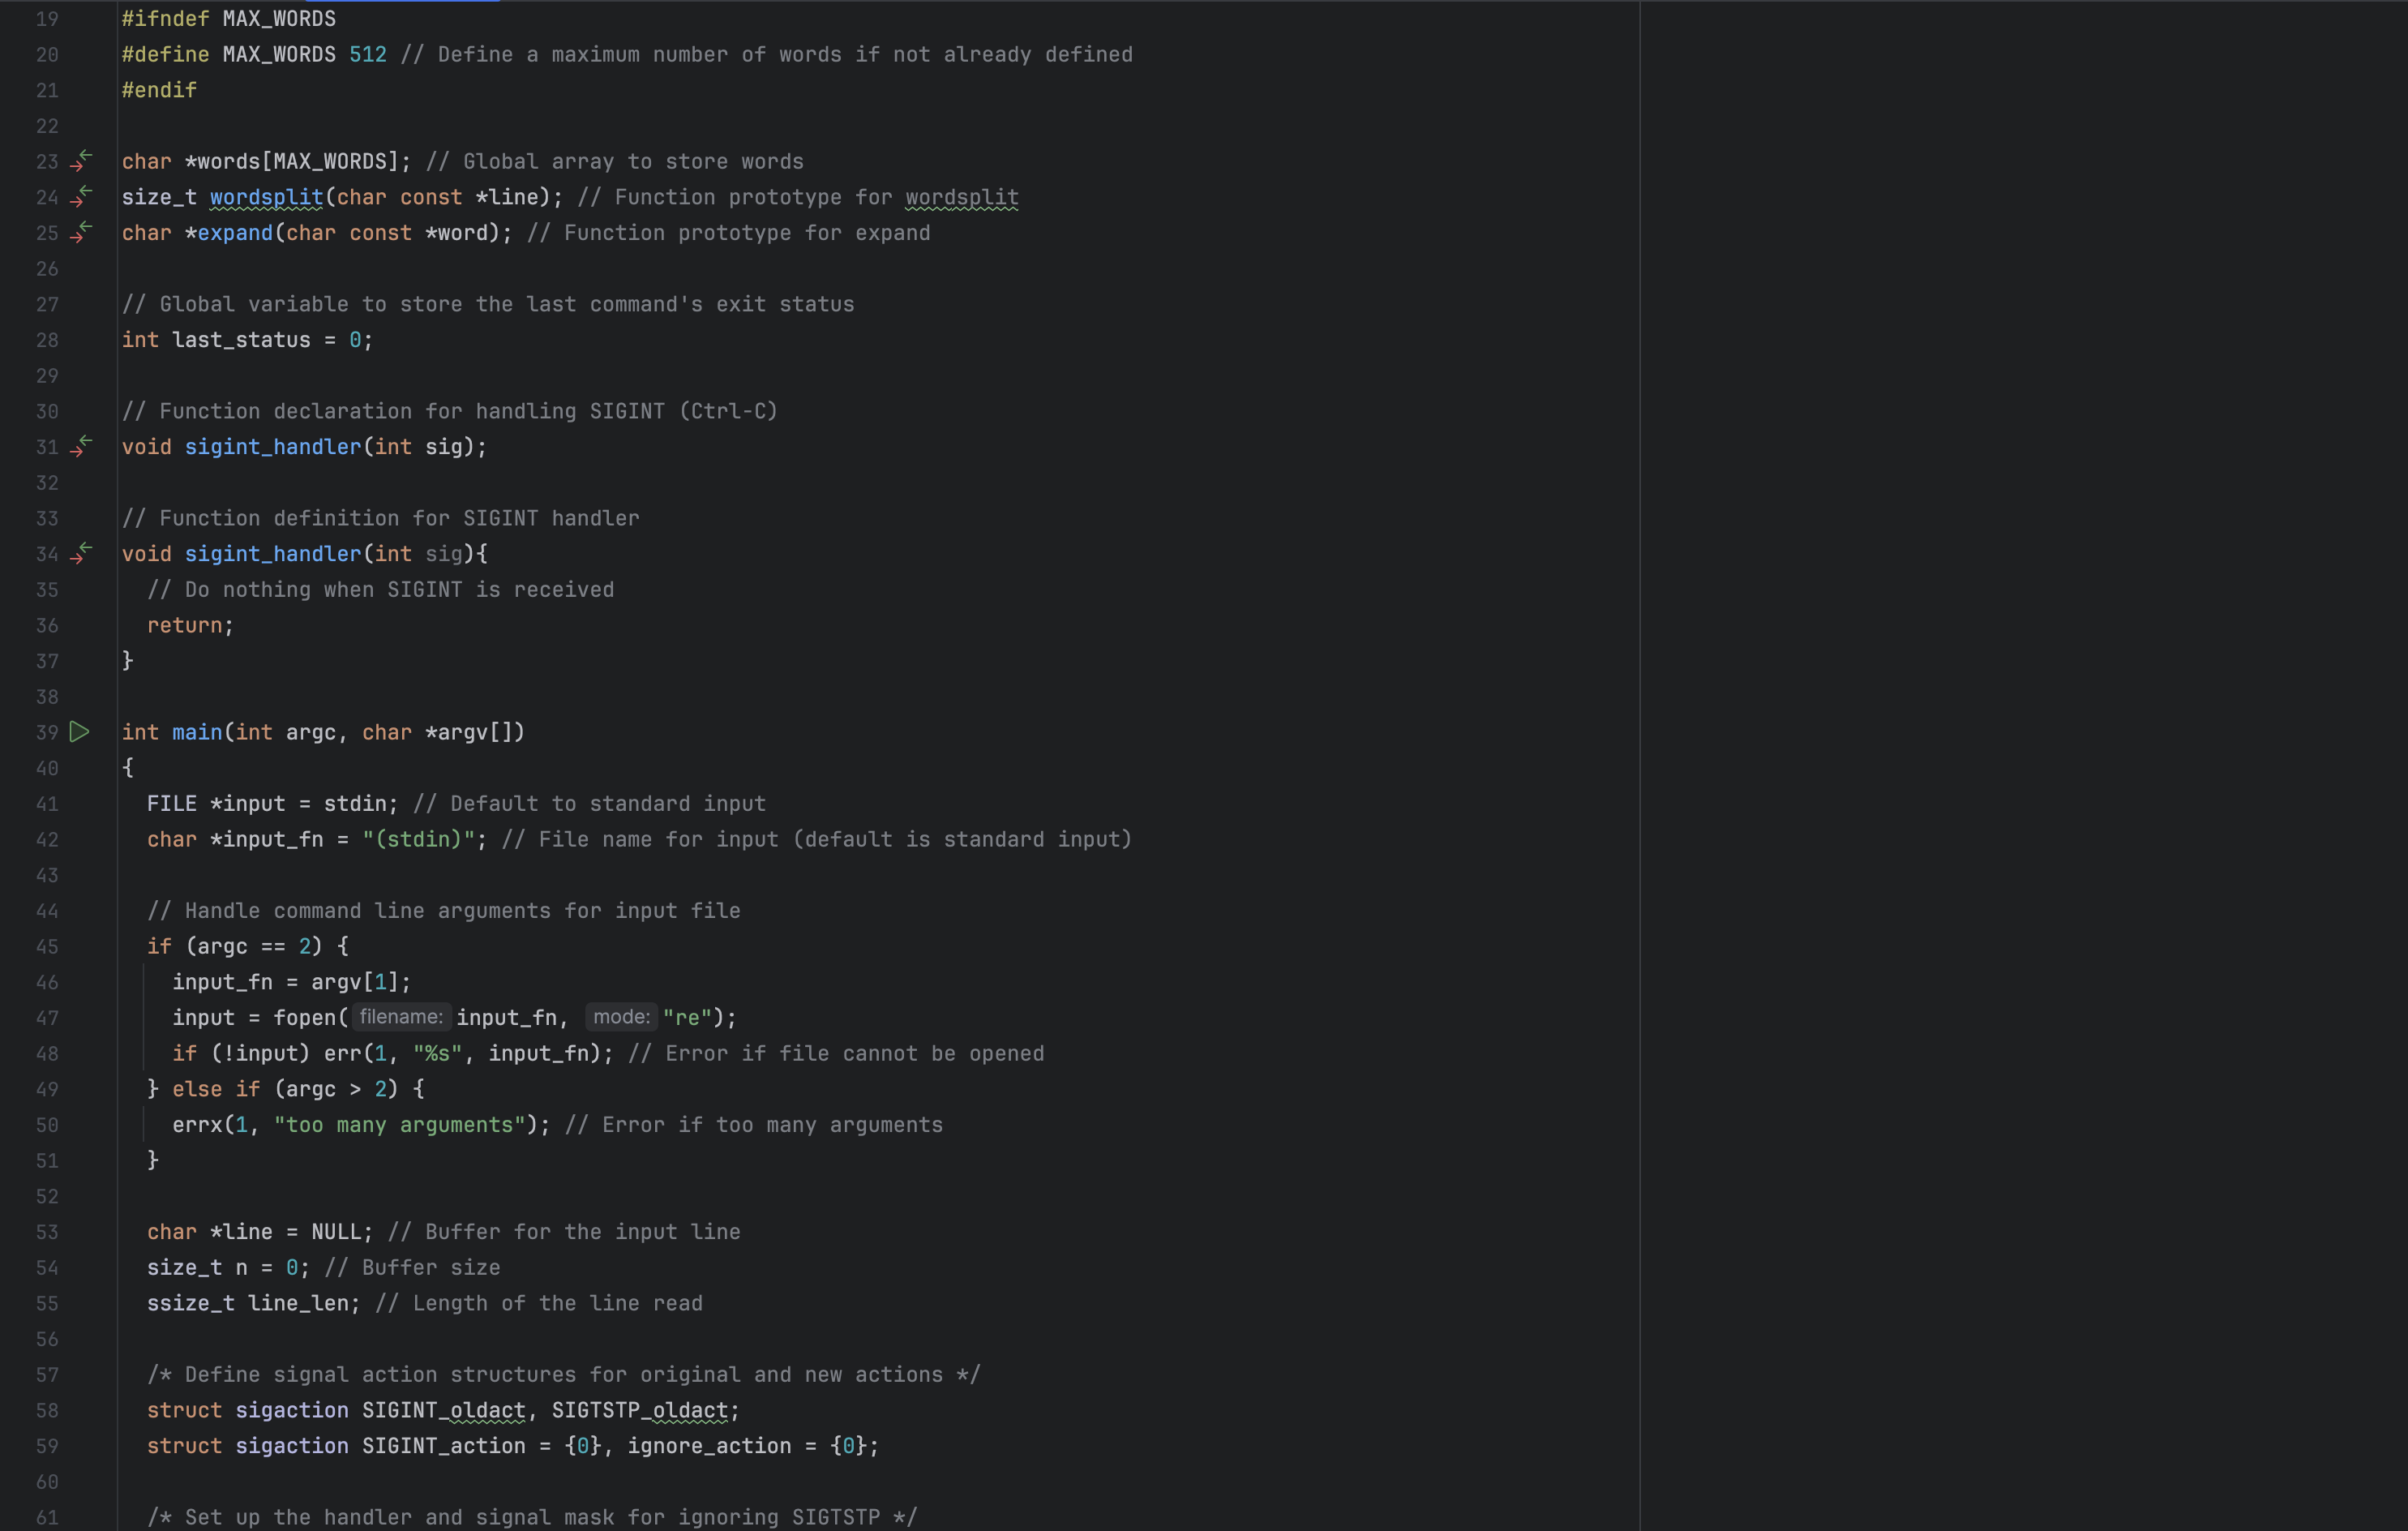 19 #ifndef MAX_WORDS
20 #define MAX_WORDS 512 // Define a maximum number of words if not already defined
21 #endif
22
23 char *words[MAX_WORDS]; // Global array to store words
24 size_t wordsplit(char const *line); // Function prototype for wordsplit
25 char *expand(char const *word); // Function prototype for expand
26
27 // Global variable to store the last command's exit status
28 int last_status = 0;
29
30 // Function declaration for handling SIGINT (Ctrl-C)
31 void sigint_handler(int sig);
32
33 // Function definition for SIGINT handler
34 void sigint_handler(int sig){
35   // Do nothing when SIGINT is received
36   return;
37 }
38
39 int main(int argc, char *argv[])
40 {
41   FILE *input = stdin; // Default to standard input
42   char *input_fn = "(stdin)"; // File name for input (default is standard input)
43
44   // Handle command line arguments for input file
45   if (argc == 2) {
46     input_fn = argv[1];
47     input = fopen( filename: input_fn, mode: "re");
48     if (!input) err(1, "%s", input_fn); // Error if file cannot be opened
49   } else if (argc > 2) {
50     errx(1, "too many arguments"); // Error if too many arguments
51   }
52
53   char *line = NULL; // Buffer for the input line
54   size_t n = 0; // Buffer size
55   ssize_t line_len; // Length of the line read
56
57   /* Define signal action structures for original and new actions */
58   struct sigaction SIGINT_oldact, SIGTSTP_oldact;
59   struct sigaction SIGINT_action = {0}, ignore_action = {0};
60
61   /* Set up the handler and signal mask for ignoring SIGTSTP */